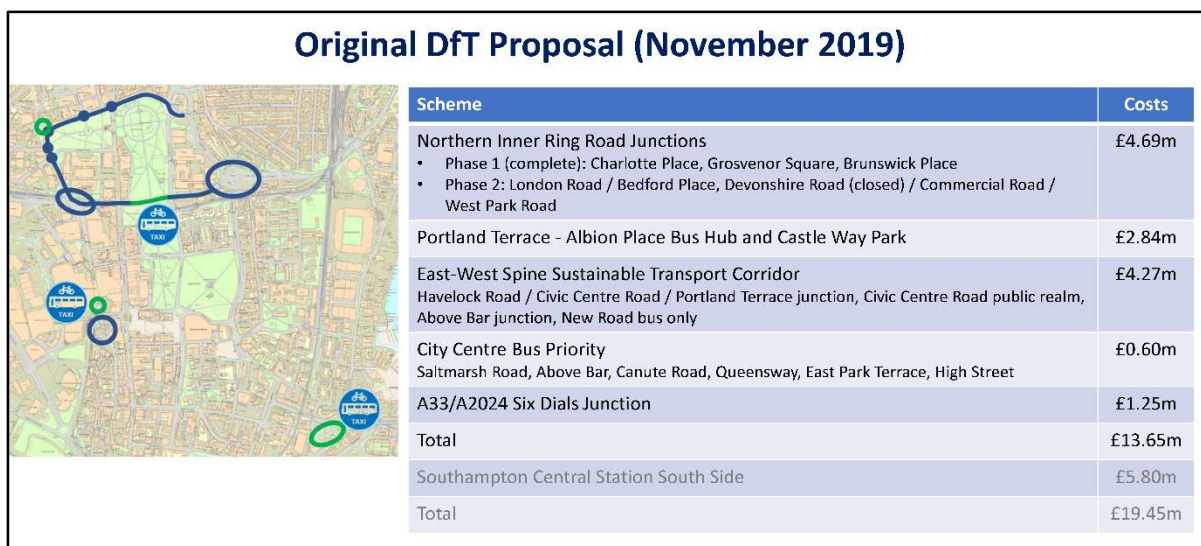 Original DfT Proposal (November 2019)
TAXI
TAXI
TAXI
Scheme Costs
Northern Inner Ring Road Junctions £4.69m
• Phase 1 (complete): Charlotte Place, Grosvenor Square, Brunswick Place
• Phase 2: London Road / Bedford Place, Devonshire Road (closed) / Commercial Road /
West Park Road
Portland Terrace - Albion Place Bus Hub and Castle Way Park £2.84m
East-West Spine Sustainable Transport Corridor £4.27m
Havelock Road / Civic Centre Road / Portland Terrace junction, Civic Centre Road public realm,
Above Bar junction, New Road bus only
City Centre Bus Priority £0.60m
Saltmarsh Road, Above Bar, Canute Road, Queensway, East Park Terrace, High Street
A33/A2024 Six Dials Junction £1.25m
Total £13.65m
Southampton Central Station South Side £5.80m
Total £19.45m